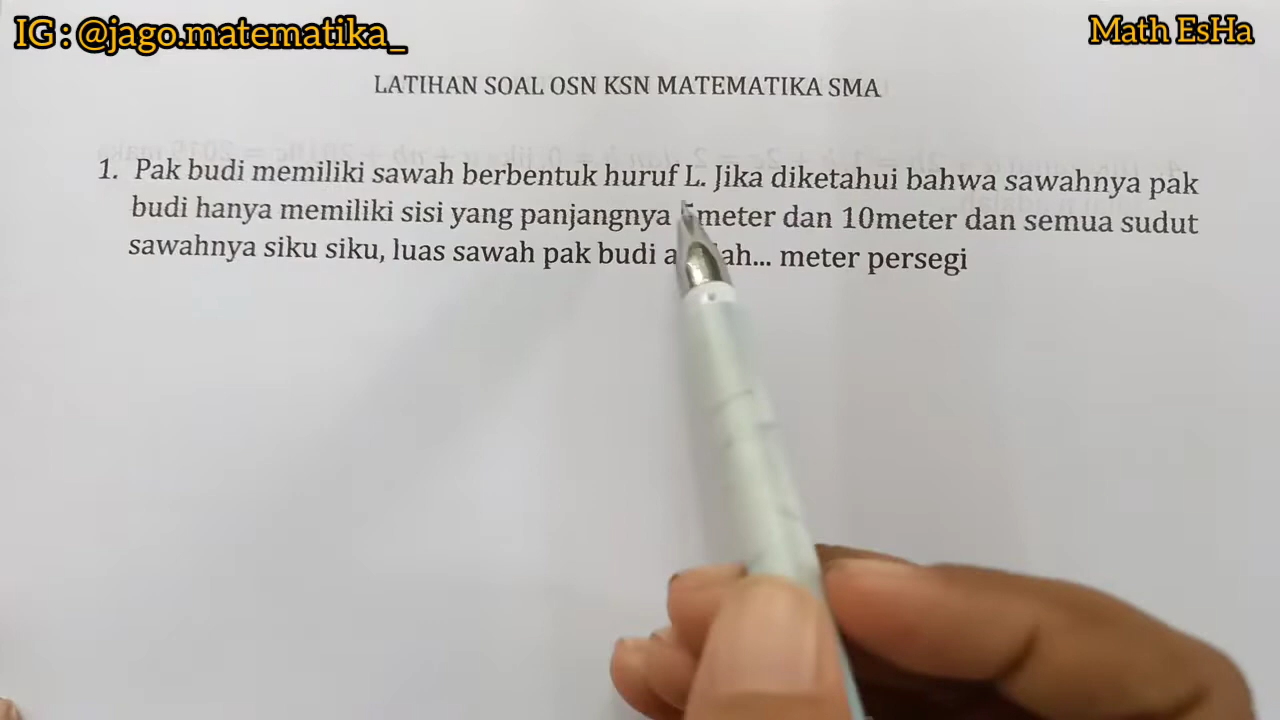 IG : @jago.matematika_
Math EsHa
LATIHAN SOAL OSN KSN MATEMATIKA SMA
1. Pak budi memiliki sawah berbentuk huruf L. Jika diketahui bahwa sawahnya pak
budi hanya memiliki sisi yang panjangnya 5meter dan 10meter dan semua sudut
sawahnya siku siku, luas sawah pak budi ... meter persegi